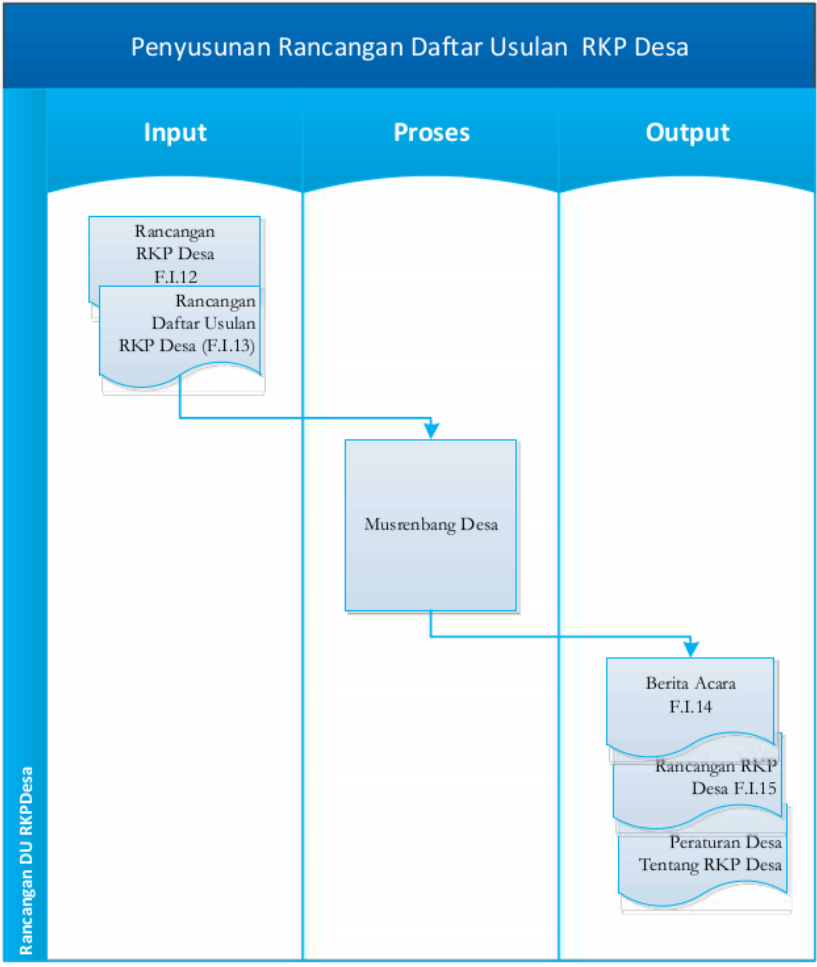 Penyusunan Rancangan Daftar Usulan RKP Desa
Input
Proses
Output
Rancangan
RKP Desa
F.I.12
Rancangan
Daftar Usulan
RKP Desa (F.I.13)
Musrenbang Desa
Berita Acara
F.I.14
Rancangan RKP
Desa F.I.15
Peraturan Desa
Tentang RKP Desa
Rancangan DU RKPDesa